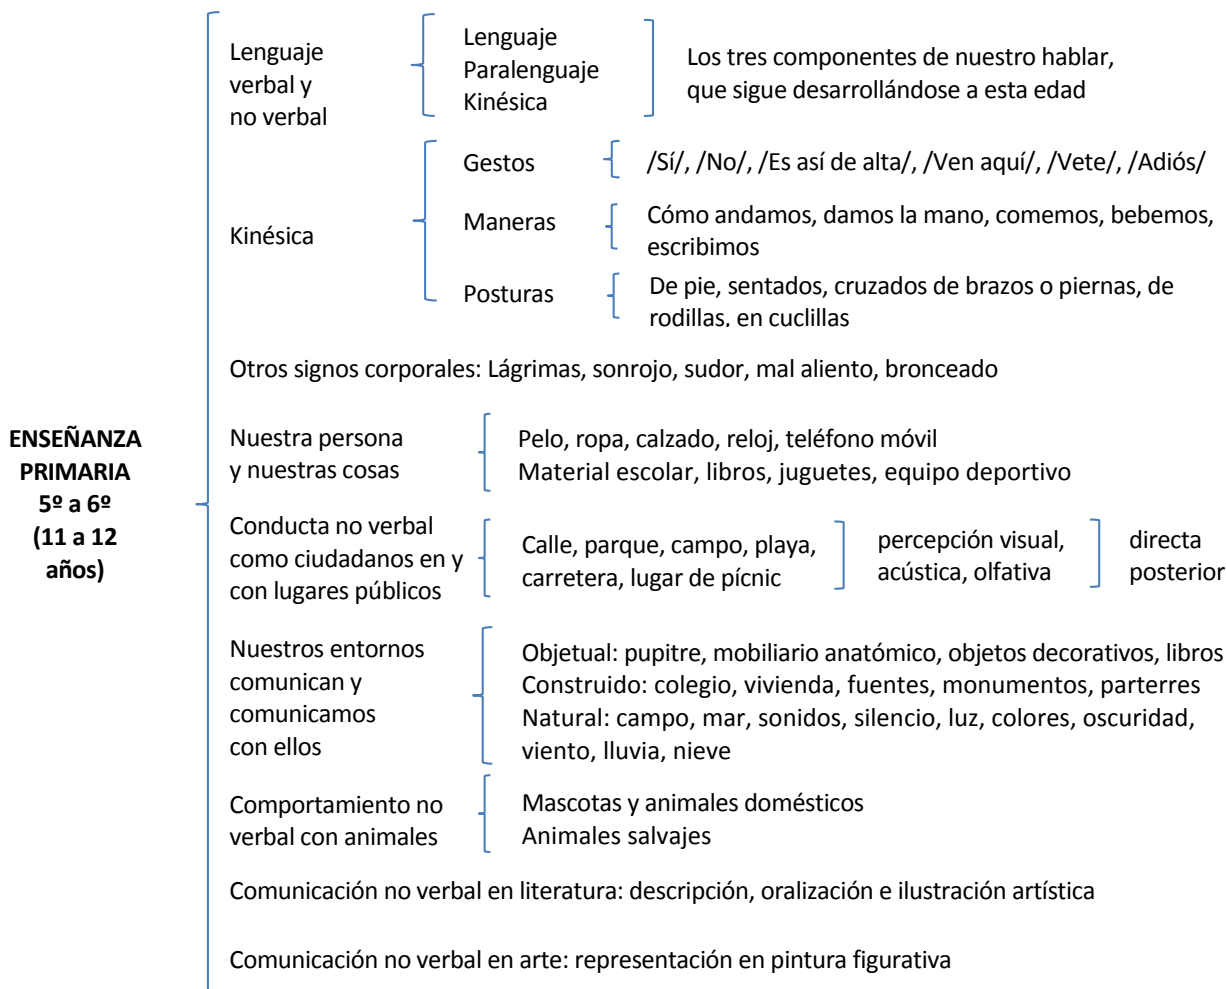 Lenguaje
verbal y
no verbal
Lenguaje
Paralenguaje
Kinésica
Los tres componentes de nuestro hablar,
que sigue desarrollándose a esta edad
Kinésica
Gestos
/Sí/, /No/, /Es así de alta/, /Ven aquí/, /Vete/, /Adiós/
Maneras
Cómo andamos, damos la mano, comemos, bebemos,
escribimos
Posturas
De pie, sentados, cruzados de brazos o piernas, de
rodillas, en cuclillas
Otros signos corporales: Lágrimas, sonrojo, sudor, mal aliento, bronceado
ENSEÑANZA
PRIMARIA
5º a 6º
(11 a 12
años)
Nuestra persona
y nuestras cosas
Pelo, ropa, calzado, reloj, teléfono móvil
Material escolar, libros, juguetes, equipo deportivo
Conducta no verbal
como ciudadanos en y
con lugares públicos
Calle, parque, campo, playa,
carretera, lugar de pícnic
percepción visual,
acústica, olfativa
directa
posterior
Nuestros entornos
comunican y
comunicamos
con ellos
Objetual: pupitre, mobiliario anatómico, objetos decorativos, libros
Construido: colegio, vivienda, fuentes, monumentos, parterres
Natural: campo, mar, sonidos, silencio, luz, colores, oscuridad,
viento, lluvia, nieve
Comportamiento no
verbal con animales
Mascotas y animales domésticos
Animales salvajes
Comunicación no verbal en literatura: descripción, oralización e ilustración artística
Comunicación no verbal en arte: representación en pintura figurativa